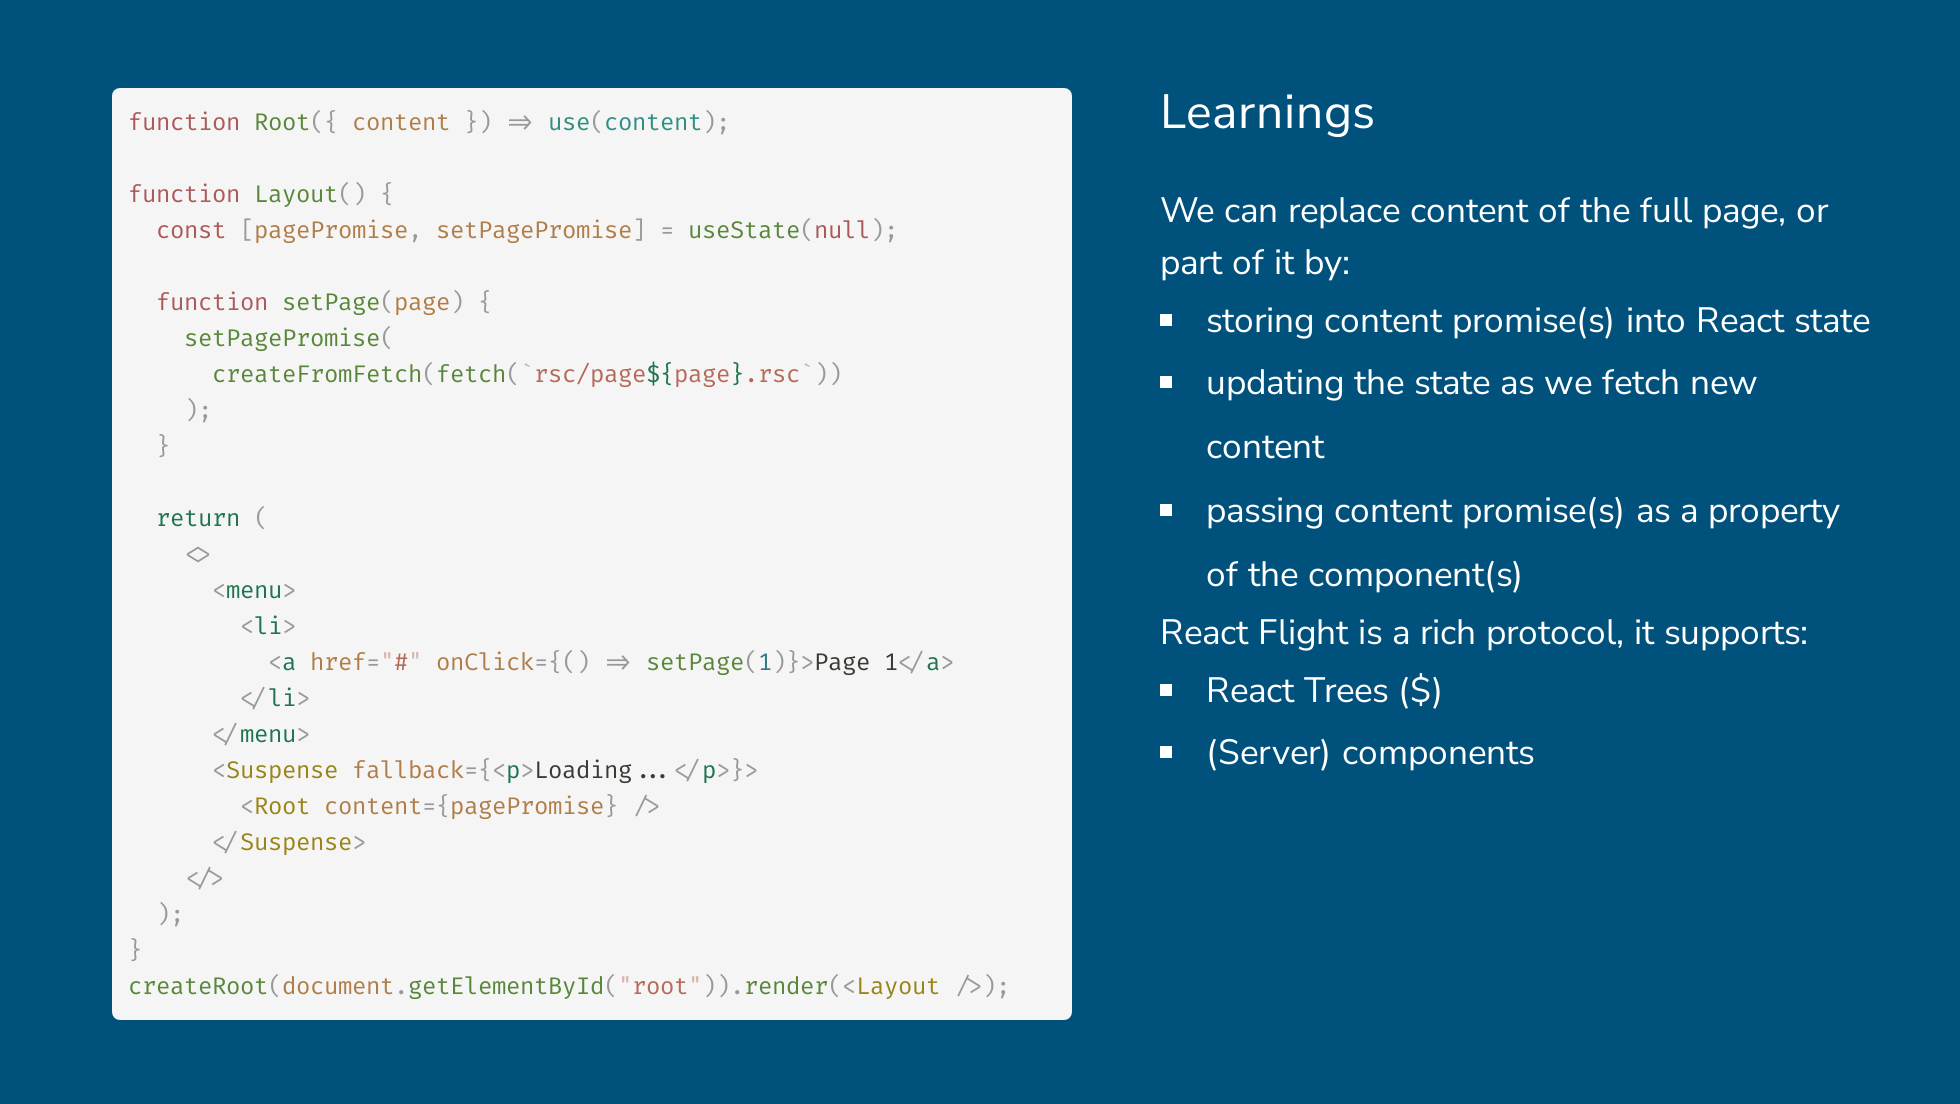 function Root({ content }) => use(content);

function Layout() {
  const [pagePromise, setPagePromise] = useState(null);

  function setPage(page) {
    setPagePromise(
      createFromFetch(fetch(`rsc/page${page}.rsc`))
    );
  }

  return (
    <>
      <menu>
        <li>
          <a href="#" onClick={() => setPage(1)}>Page 1</a>
        </li>
      </menu>
      <Suspense fallback={<p>Loading...</p>}>
        <Root content={pagePromise} />
      </Suspense>
    </>
  );
}
createRoot(document.getElementById("root")).render(<Layout />);
Learnings
We can replace content of the full page, or
part of it by:
▪ storing content promise(s) into React state
▪ updating the state as we fetch new
content
▪ passing content promise(s) as a property
of the component(s)
React Flight is a rich protocol, it supports:
▪ React Trees ($)
▪ (Server) components